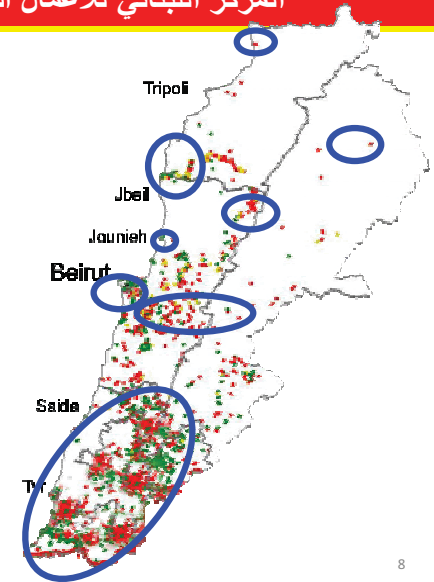 المركز اللبناني للأعمال
Tripoli
Jbeil
Jounieh
Beirut
Saida
Tyr
8